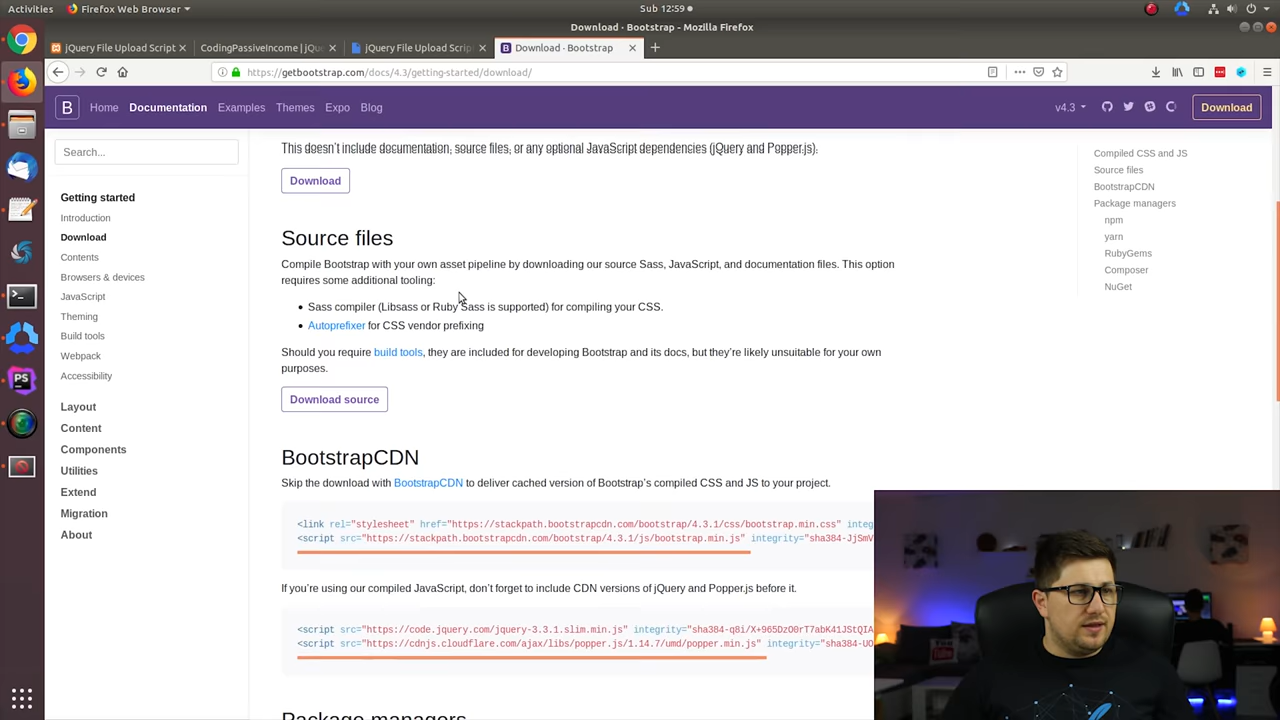 Activities
Firefox Web Browser
Sub 12:59
Download · Bootstrap - Mozilla Firefox
jQuery File Upload Script
CodingPassiveIncome | jQu
jQuery File Upload Script
Download · Bootstrap
https://getbootstrap.com/docs/4.3/getting-started/download/
B
Home
Documentation
Examples
Themes
Expo
Blog
v4.3
Download
Search...
Getting started
Introduction
Download
Contents
Browsers & devices
JavaScript
Theming
Build tools
Webpack
Accessibility
Layout
Content
Components
Utilities
Extend
Migration
About
This doesn't include documentation, source files, or any optional JavaScript dependencies (jQuery and Popper.js).
Download
Source files
Compile Bootstrap with your own asset pipeline by downloading our source Sass, JavaScript, and documentation files. This option
requires some additional tooling:
Sass compiler (Libsass or Ruby Sass is supported) for compiling your CSS.
Autoprefixer for CSS vendor prefixing
Should you require build tools, they are included for developing Bootstrap and its docs, but they're likely unsuitable for your own
purposes.
Download source
BootstrapCDN
Skip the download with BootstrapCDN to deliver cached version of Bootstrap's compiled CSS and JS to your project.
<link rel="stylesheet" href="https://stackpath.bootstrapcdn.com/bootstrap/4.3.1/css/bootstrap.min.css" integ
<script src="https://stackpath.bootstrapcdn.com/bootstrap/4.3.1/js/bootstrap.min.js" integrity="sha384-JjSmV
If you're using our compiled JavaScript, don't forget to include CDN versions of jQuery and Popper.js before it.
<script src="https://code.jquery.com/jquery-3.3.1.slim.min.js" integrity="sha384-q8i/X+965DzO0rT7abK41JStQIA
<script src="https://cdnjs.cloudflare.com/ajax/libs/popper.js/1.14.7/umd/popper.min.js" integrity="sha384-UO
Package managers
Compiled CSS and JS
Source files
BootstrapCDN
Package managers
npm
yarn
RubyGems
Composer
NuGet